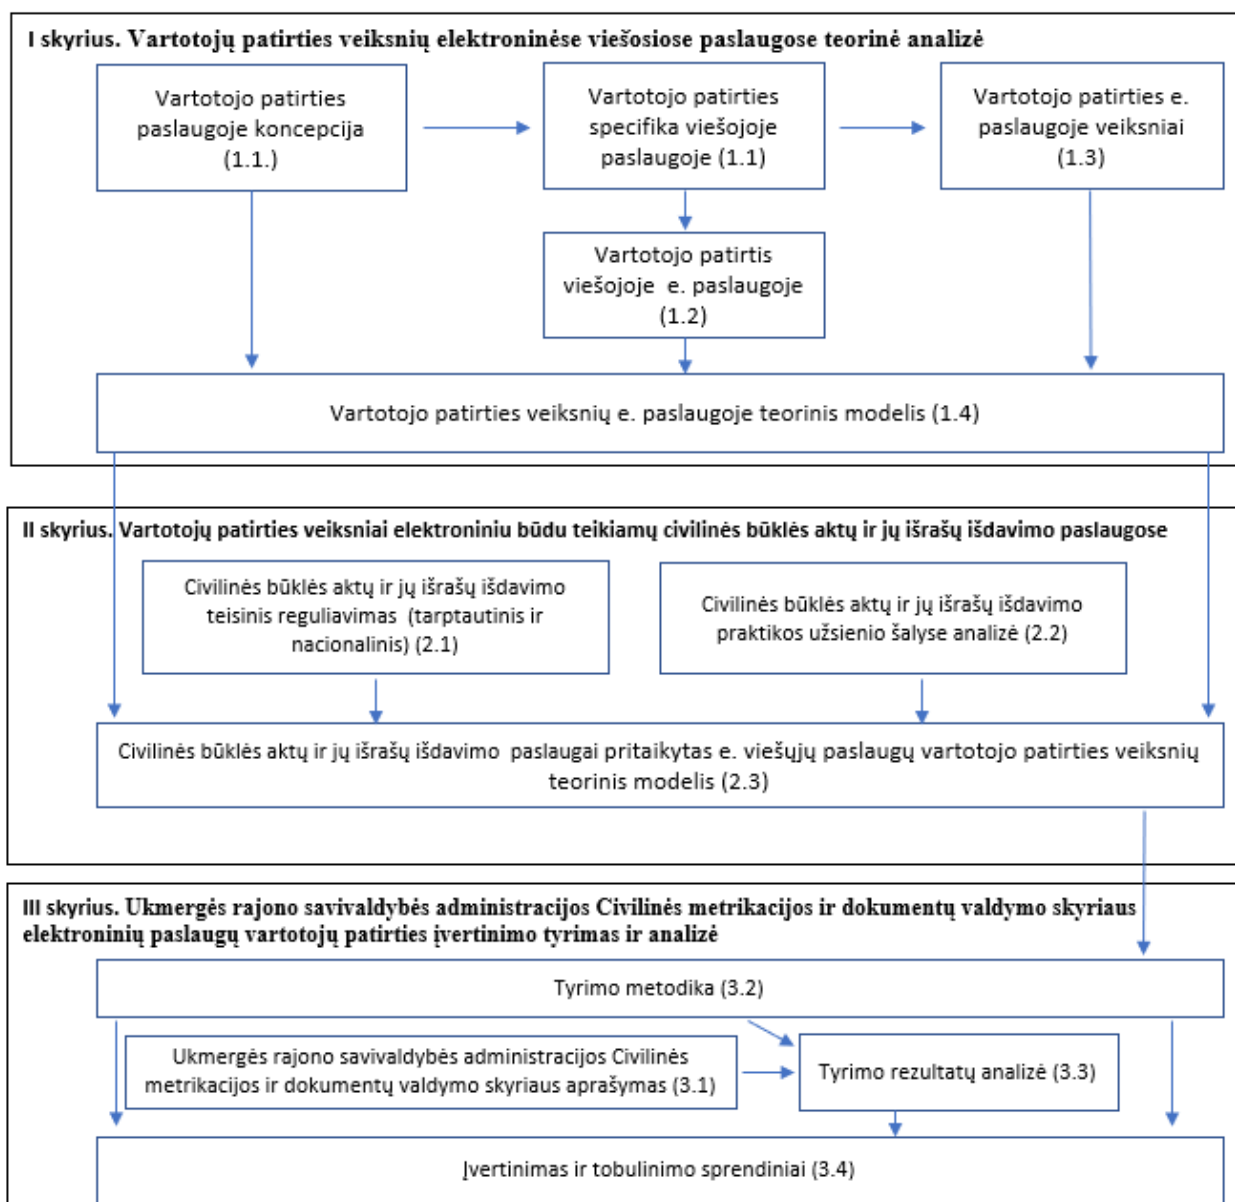 I skyrius. Vartotojų patirties veiksnių elektroninėse viešosiose paslaugose teorinė analizė
Vartotojo patirties
paslaugoje koncepcija
(1.1.)
Vartotojo patirties
specifika viešojoje
paslaugoje (1.1)
Vartotojo patirties e.
paslaugoje veiksniai
(1.3)
Vartotojo patirtis
viešojoje e. paslaugoje
(1.2)
Vartotojo patirties veiksnių e. paslaugoje teorinis modelis (1.4)
II skyrius. Vartotojų patirties veiksniai elektroniniu būdu teikiamų civilinės būklės aktų ir jų išrašų išdavimo paslaugose
Civilinės būklės aktų ir jų išrašų išdavimo
teisinis reguliavimas (tarptautinis ir
nacionalinis) (2.1)
Civilinės būklės aktų ir jų išrašų išdavimo
praktikos užsienio šalyse analizė (2.2)
Civilinės būklės aktų ir jų išrašų išdavimo paslaugai pritaikytas e. viešųjų paslaugų vartotojo patirties veiksnių
teorinis modelis (2.3)
III skyrius. Ukmergės rajono savivaldybės administracijos Civilinės metrikacijos ir dokumentų valdymo skyriaus
elektroninių paslaugų vartotojų patirties įvertinimo tyrimas ir analizė
Tyrimo metodika (3.2)
Ukmergės rajono savivaldybės administracijos Civilinės
metrikacijos ir dokumentų valdymo skyriaus aprašymas (3.1)
Tyrimo rezultatų analizė (3.3)
Įvertinimas ir tobulinimo sprendiniai (3.4)